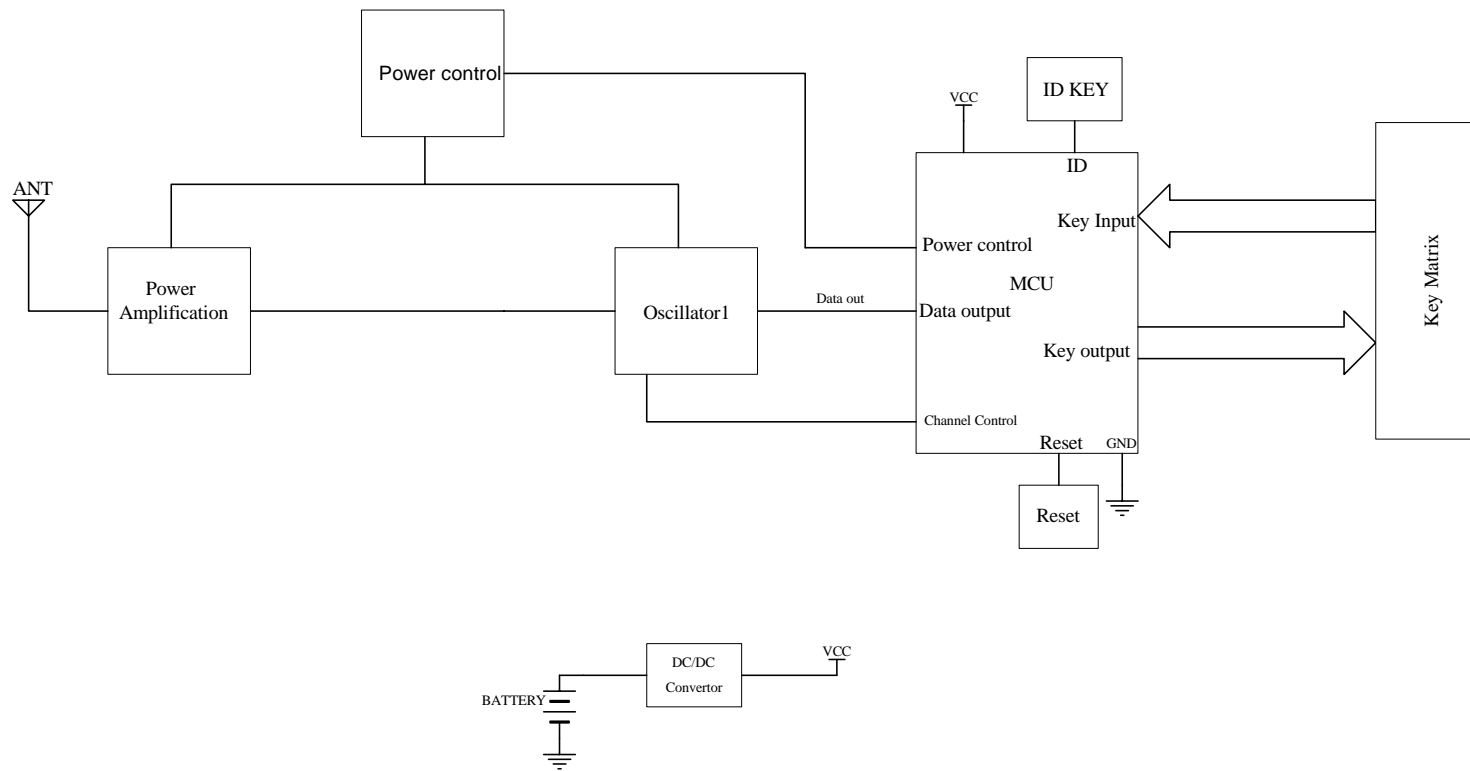 Power control
ID KEY
VCC
ID
ANT
Key Input
Power control
Key Matrix
MCU
Power
Amplification
Oscillator1
Data out
Data output
Key output
Channel Control
Reset
GND
Reset
DC/DC
Convertor
VCC
BATTERY